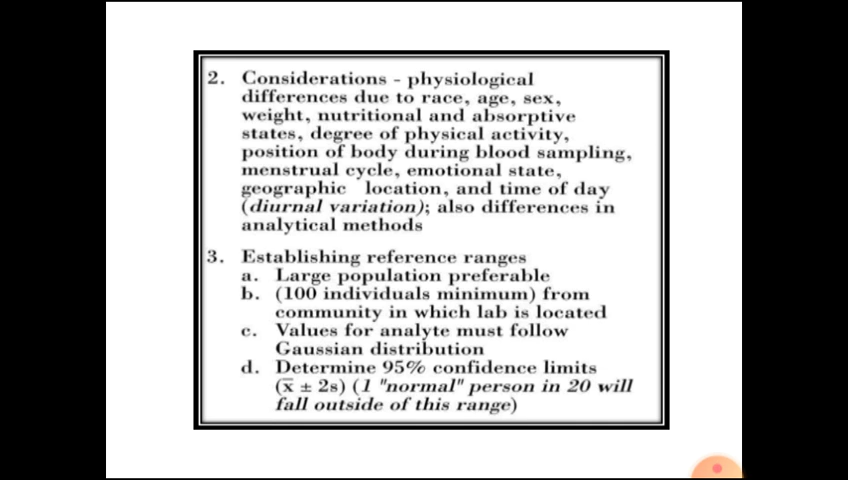 2. Considerations - physiological
differences due to race, age, sex,
weight, nutritional and absorptive
states, degree of physical activity,
position of body during blood sampling,
menstrual cycle, emotional state,
geographic location, and time of day
(diurnal variation); also differences in
analytical methods
3. Establishing reference ranges
a. Large population preferable
b. (100 individuals minimum) from
community in which lab is located
c. Values for analyte must follow
Gaussian distribution
d. Determine 95% confidence limits
(x̅ ± 2s) (1 "normal" person in 20 will
fall outside of this range)